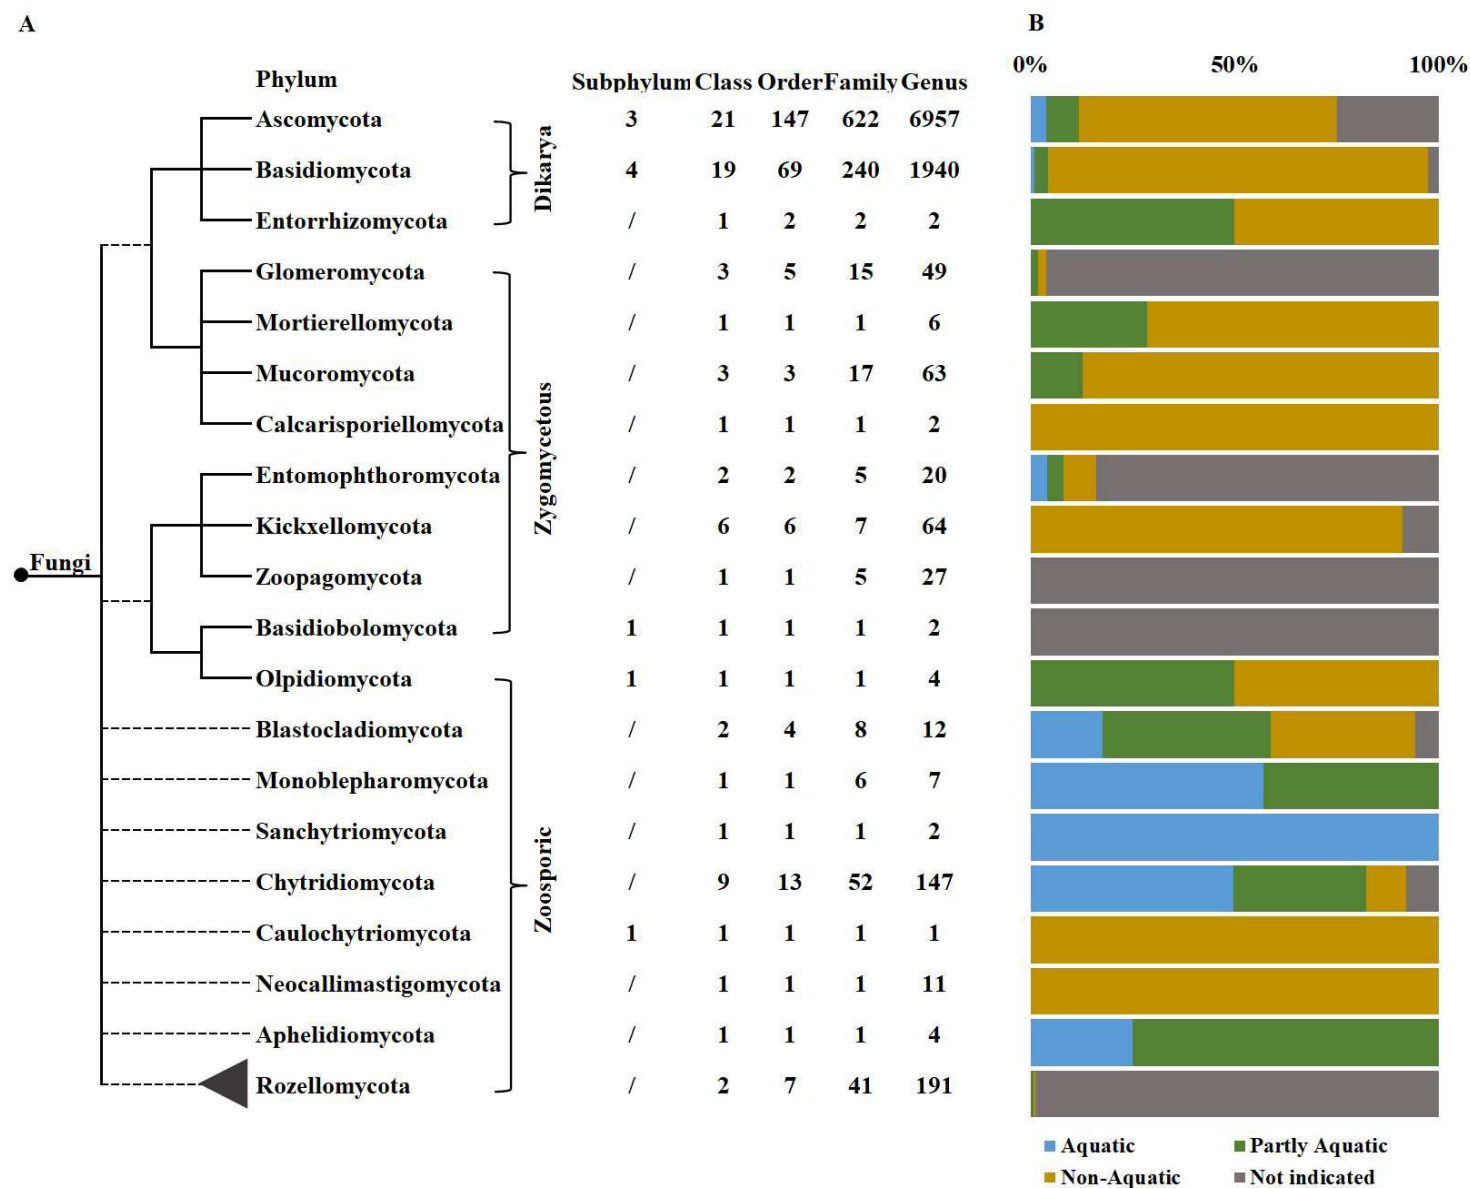 A B
0% 50% 100%
Phylum Subphylum Class Order Family Genus
Ascomycota 3 21 147 622 6957
Basidiomycota 4 19 69 240 1940
Entorrhizomycota / 1 2 2 2
Dikarya
Glomeromycota / 3 5 15 49
Mortierellomycota / 1 1 1 6
Mucoromycota / 3 3 17 63
Calcarisporiellomycota / 1 1 1 2
Entomophthoromycota / 2 2 5 20
Kickxellomycota / 6 6 7 64
Fungi
Zoopagomycota / 1 1 5 27
Basidiobolomycota 1 1 1 1 2
Zygomycetous
Olpidiomycota 1 1 1 1 4
Blastocladiomycota / 2 4 8 12
Monoblepharomycota / 1 1 6 7
Sanchytriomycota / 1 1 1 2
Chytridiomycota / 9 13 52 147
Caulochytriomycota 1 1 1 1 1
Neocallimastigomycota / 1 1 1 11
Aphelidiomycota / 1 1 1 4
Rozellomycota / 2 7 41 191
Zoosporic
Aquatic Partly Aquatic
Non-Aquatic Not indicated